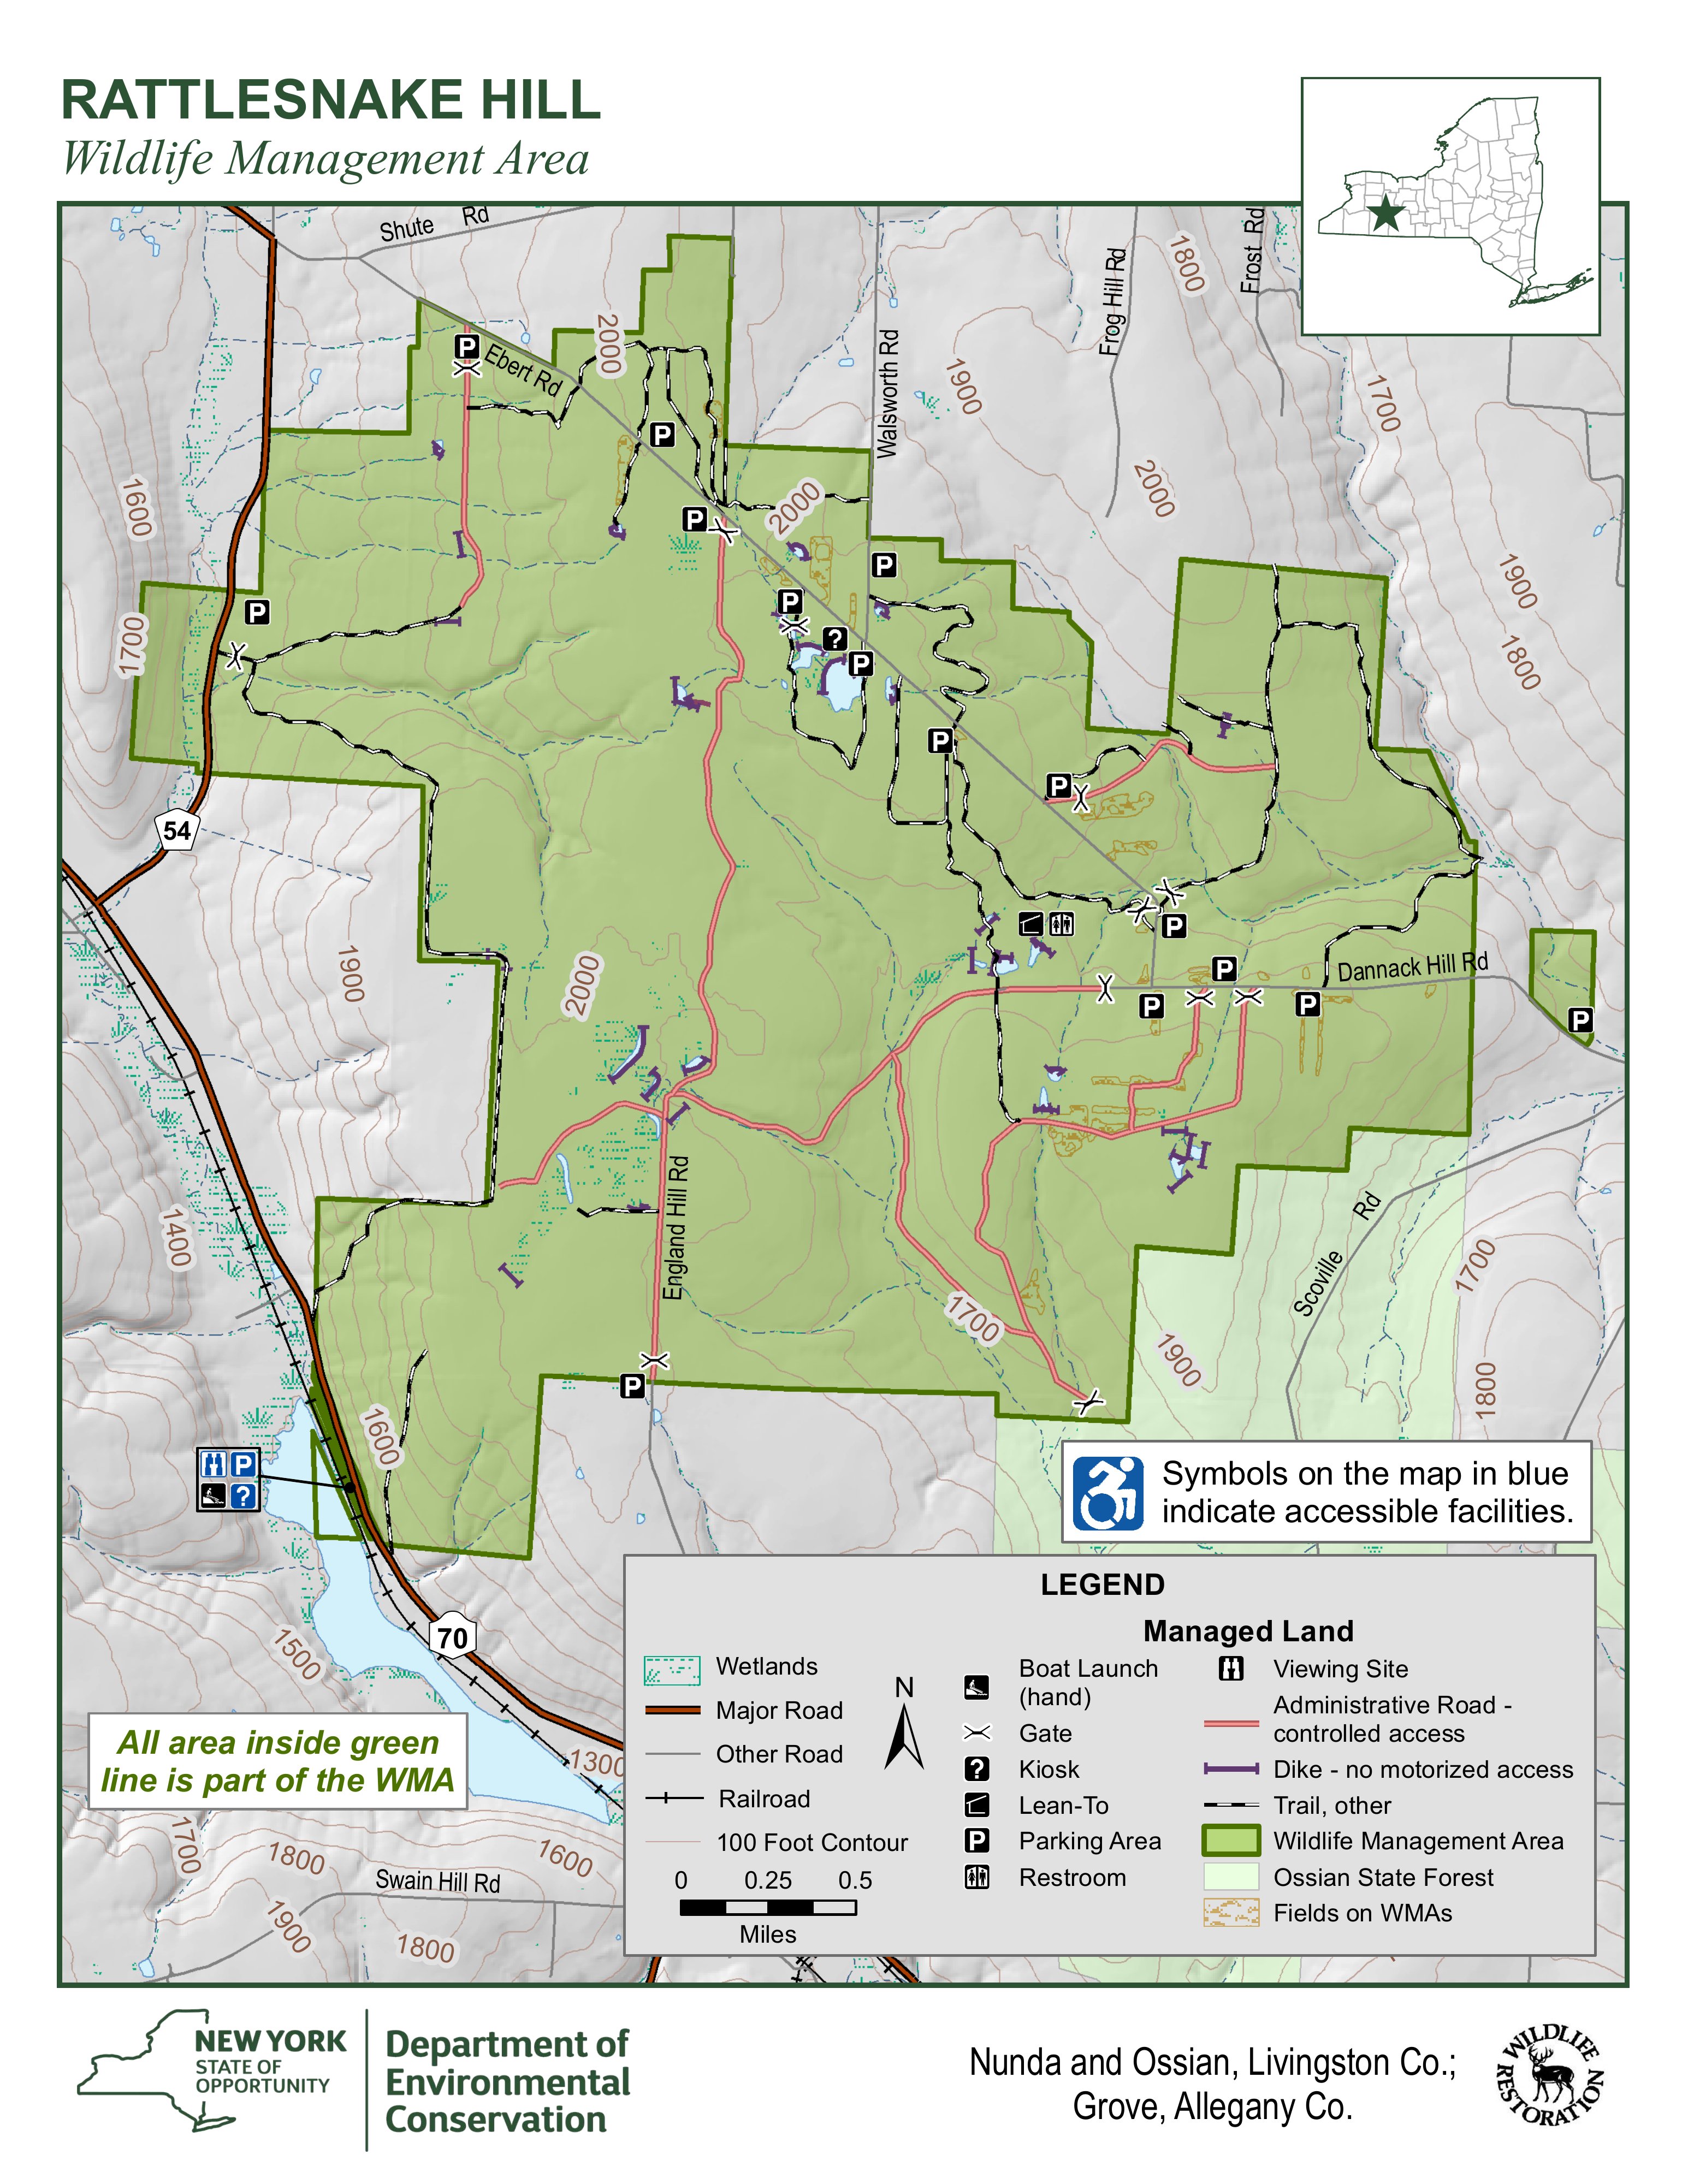 RATTLESNAKE HILL
Wildlife Management Area
Shute Rd
Ebert Rd
Walsworth Rd
Frog Hill Rd
Frost Rd
1800
1700
2000
1900
2000
2000
1600
1700
1900
1800
P
P
P
P
P
P
?
P
P
P
P
P
P
P
P
P
54
1900
2000
Dannack Hill Rd
England Hill Rd
Scoville Rd
1400
1700
1700
1900
1800
1600
P
P
?
70
1500
1300
1700
1800
1600
1900
1800
Swain Hill Rd
Symbols on the map in blue
indicate accessible facilities.
All area inside green
line is part of the WMA
LEGEND
Managed Land
Wetlands
Major Road
Other Road
Railroad
100 Foot Contour
0 0.25 0.5
Miles
N
Boat Launch
(hand)
Gate
? Kiosk
Lean-To
P Parking Area
Restroom
Viewing Site
Administrative Road -
controlled access
Dike - no motorized access
Trail, other
Wildlife Management Area
Ossian State Forest
Fields on WMAs
NEW YORK
STATE OF
OPPORTUNITY
Department of
Environmental
Conservation
Nunda and Ossian, Livingston Co.;
Grove, Allegany Co.
WILDLIFE
RESTORATION